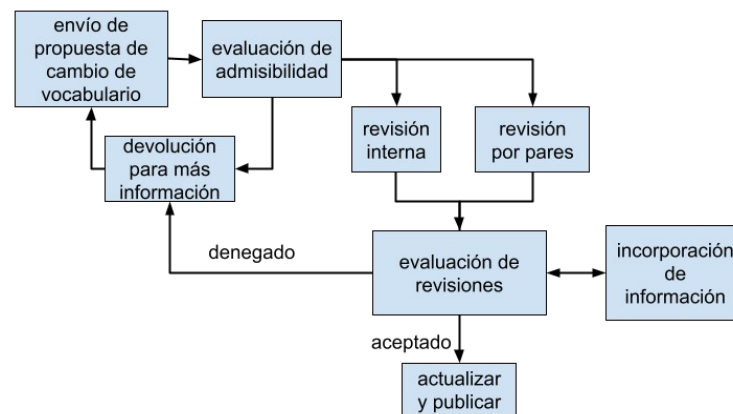 envío de
propuesta de
cambio de
vocabulario
evaluación de
admisibilidad
revisión
interna
revisión
por pares
devolución
para más
información
denegado
evaluación de
revisiones
incorporación
de
información
aceptado
actualizar
y publicar